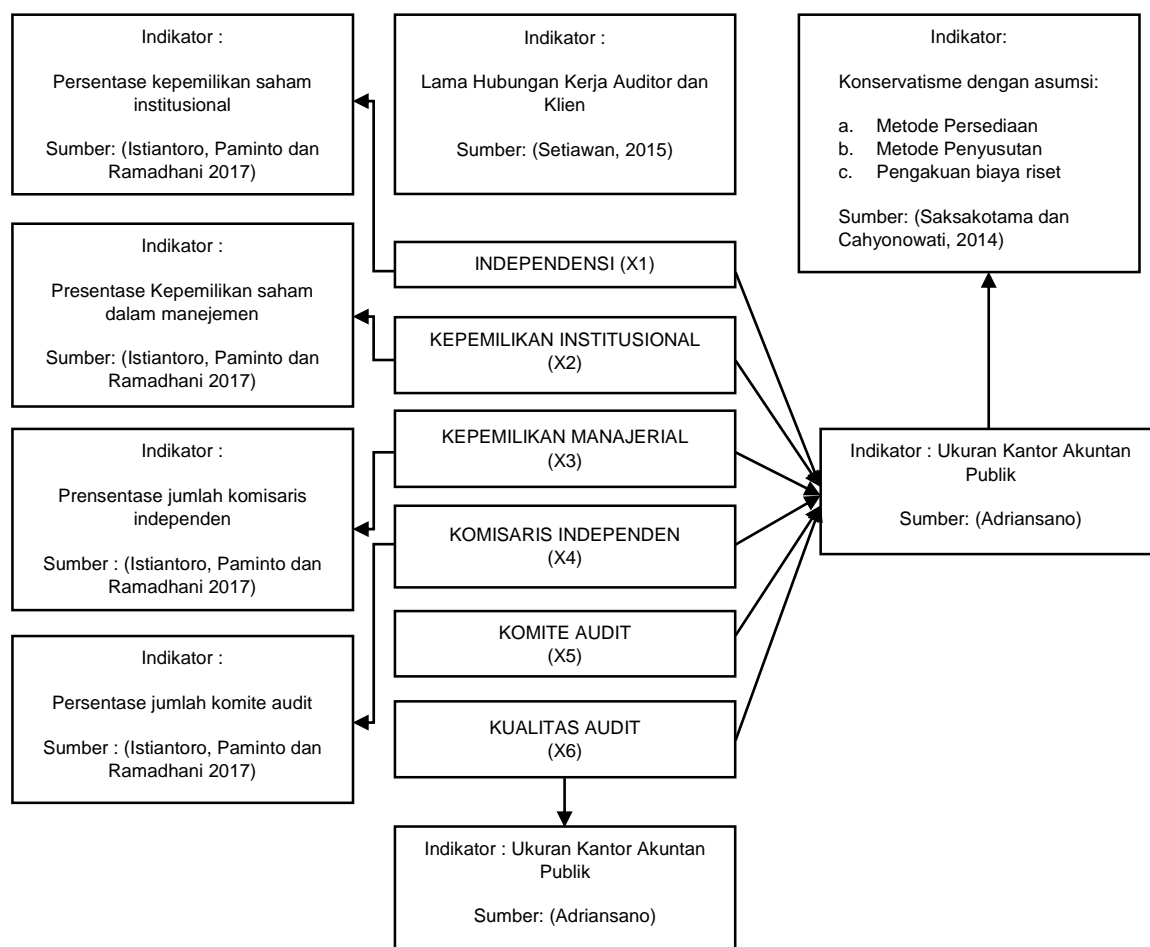 Indikator :
Persentase kepemilikan saham
institusional
Sumber: (Istiantoro, Paminto dan
Ramadhani 2017)
Indikator :
Lama Hubungan Kerja Auditor dan
Klien
Sumber: (Setiawan, 2015)
Indikator:
Konservatisme dengan asumsi:
a. Metode Persediaan
b. Metode Penyusutan
c. Pengakuan biaya riset
Sumber: (Saksakotama dan
Cahyonowati, 2014)
Indikator :
Presentase Kepemilikan saham
dalam manejemen
Sumber: (Istiantoro, Paminto dan
Ramadhani 2017)
INDEPENDENSI (X1)
KEPEMILIKAN INSTITUSIONAL
(X2)
KEPEMILIKAN MANAJERIAL
(X3)
KOMISARIS INDEPENDEN
(X4)
KOMITE AUDIT
(X5)
KUALITAS AUDIT
(X6)
Indikator : Ukuran Kantor Akuntan
Publik
Sumber: (Adriansano)
Indikator :
Prensentase jumlah komisaris
independen
Sumber : (Istiantoro, Paminto dan
Ramadhani 2017)
Indikator :
Persentase jumlah komite audit
Sumber : (Istiantoro, Paminto dan
Ramadhani 2017)
Indikator : Ukuran Kantor Akuntan
Publik
Sumber: (Adriansano)